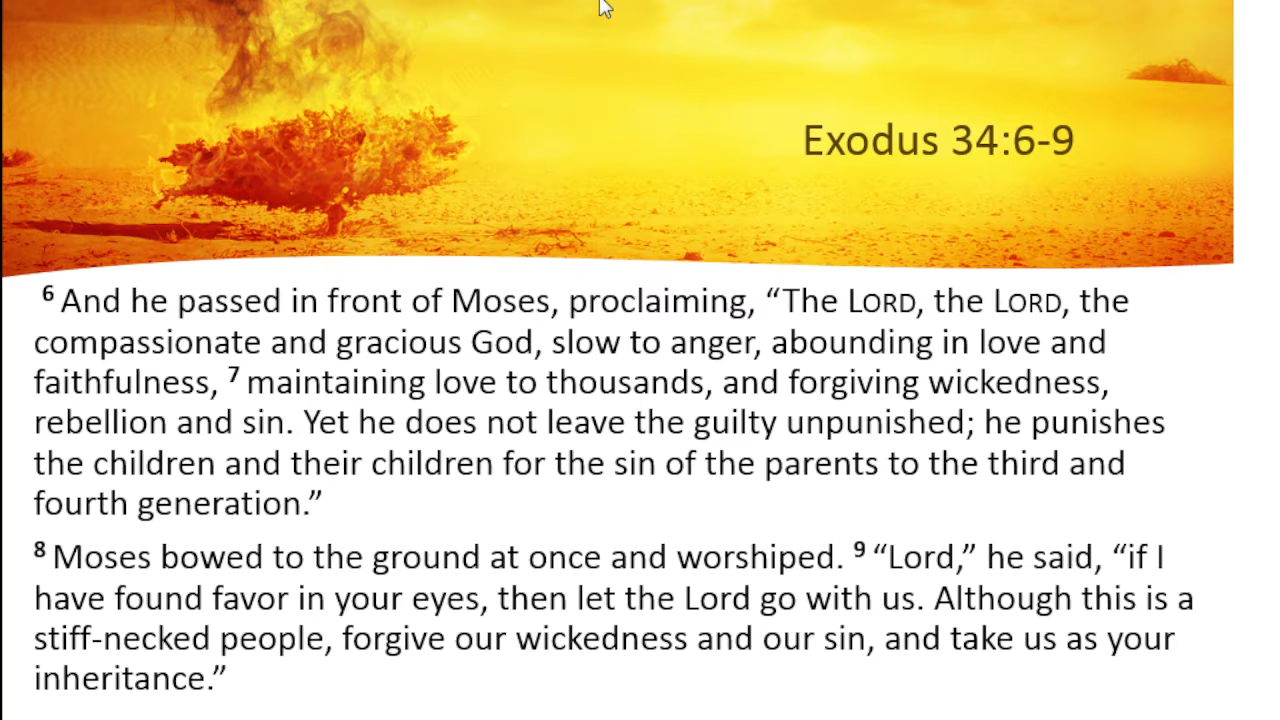 Exodus 34:6-9
6 And he passed in front of Moses, proclaiming, “The LORD, the LORD, the
compassionate and gracious God, slow to anger, abounding in love and
faithfulness, 7 maintaining love to thousands, and forgiving wickedness,
rebellion and sin. Yet he does not leave the guilty unpunished; he punishes
the children and their children for the sin of the parents to the third and
fourth generation.”
8 Moses bowed to the ground at once and worshiped. 9 “Lord,” he said, “if I
have found favor in your eyes, then let the Lord go with us. Although this is a
stiff-necked people, forgive our wickedness and our sin, and take us as your
inheritance.”